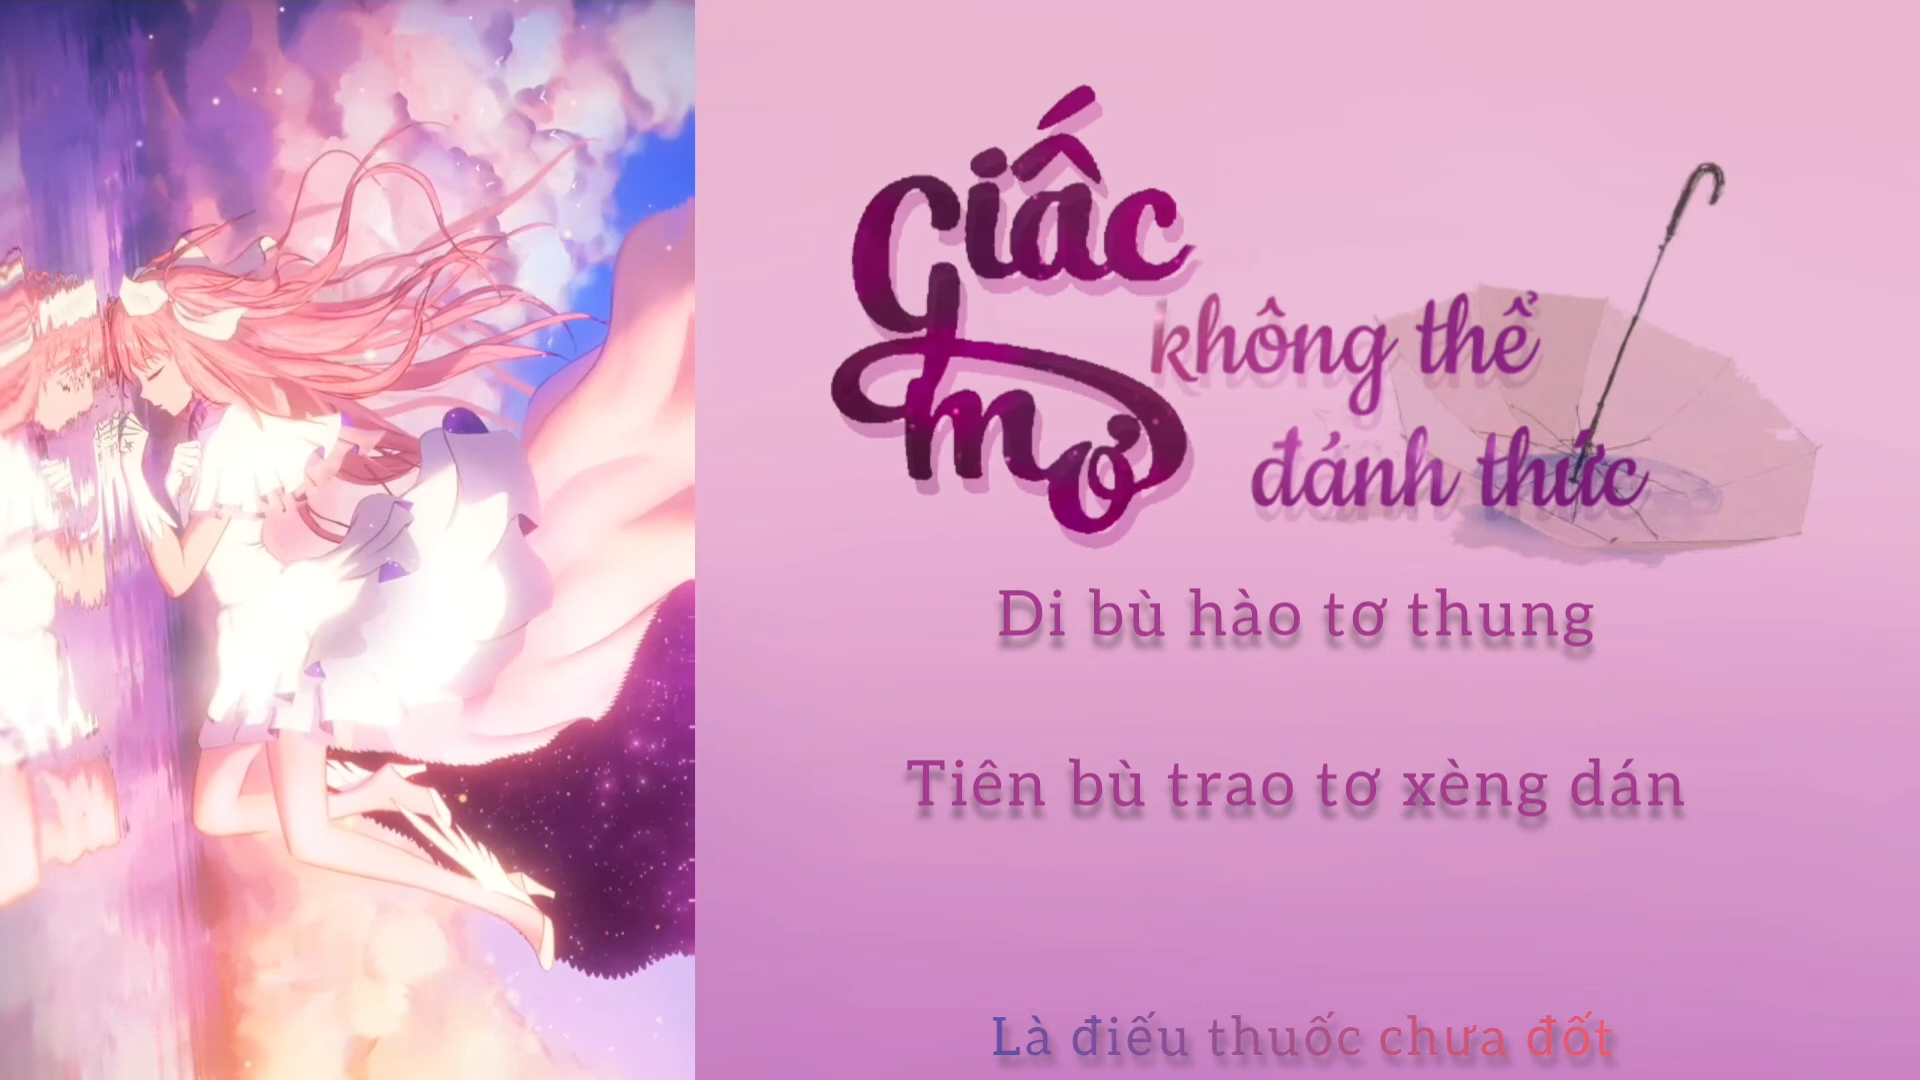 Giấc
mơ
không thể
đánh thức
Di bù hào tơ thung
Tiên bù trao tơ xèng dán
Là điếu thuốc chưa đốt